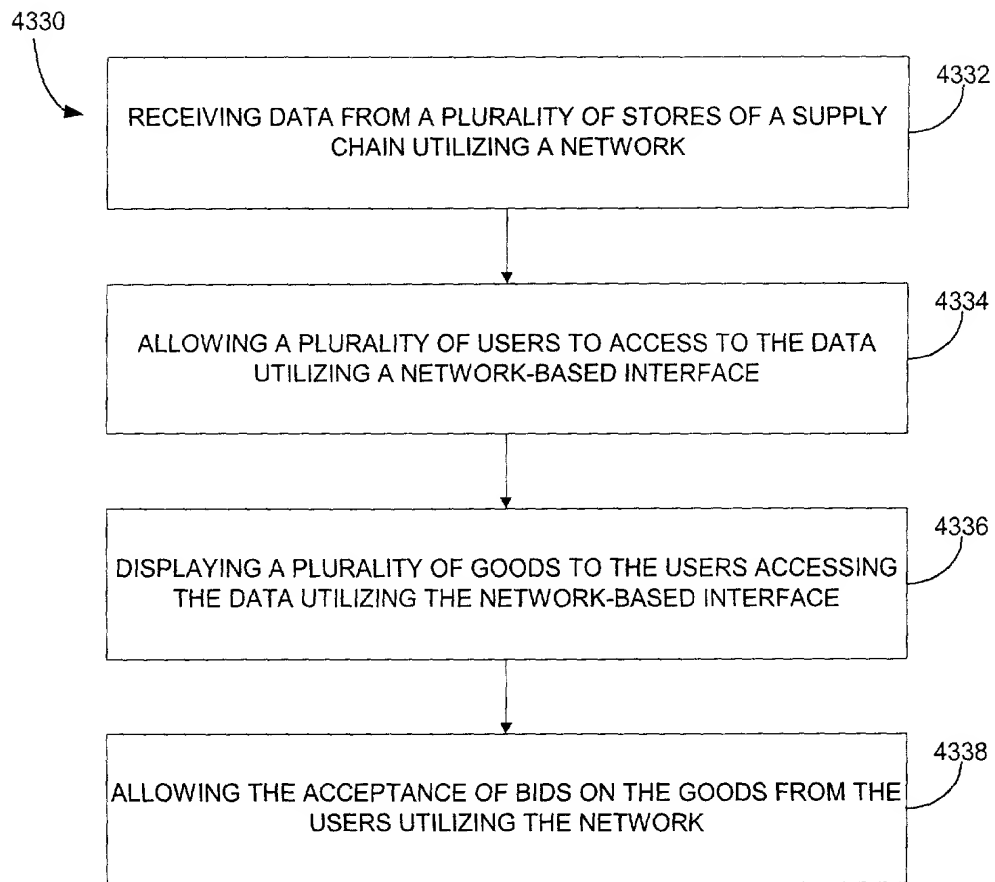 4330
4332
RECEIVING DATA FROM A PLURALITY OF STORES OF A SUPPLY
CHAIN UTILIZING A NETWORK
4334
ALLOWING A PLURALITY OF USERS TO ACCESS TO THE DATA
UTILIZING A NETWORK-BASED INTERFACE
4336
DISPLAYING A PLURALITY OF GOODS TO THE USERS ACCESSING
THE DATA UTILIZING THE NETWORK-BASED INTERFACE
4338
ALLOWING THE ACCEPTANCE OF BIDS ON THE GOODS FROM THE
USERS UTILIZING THE NETWORK